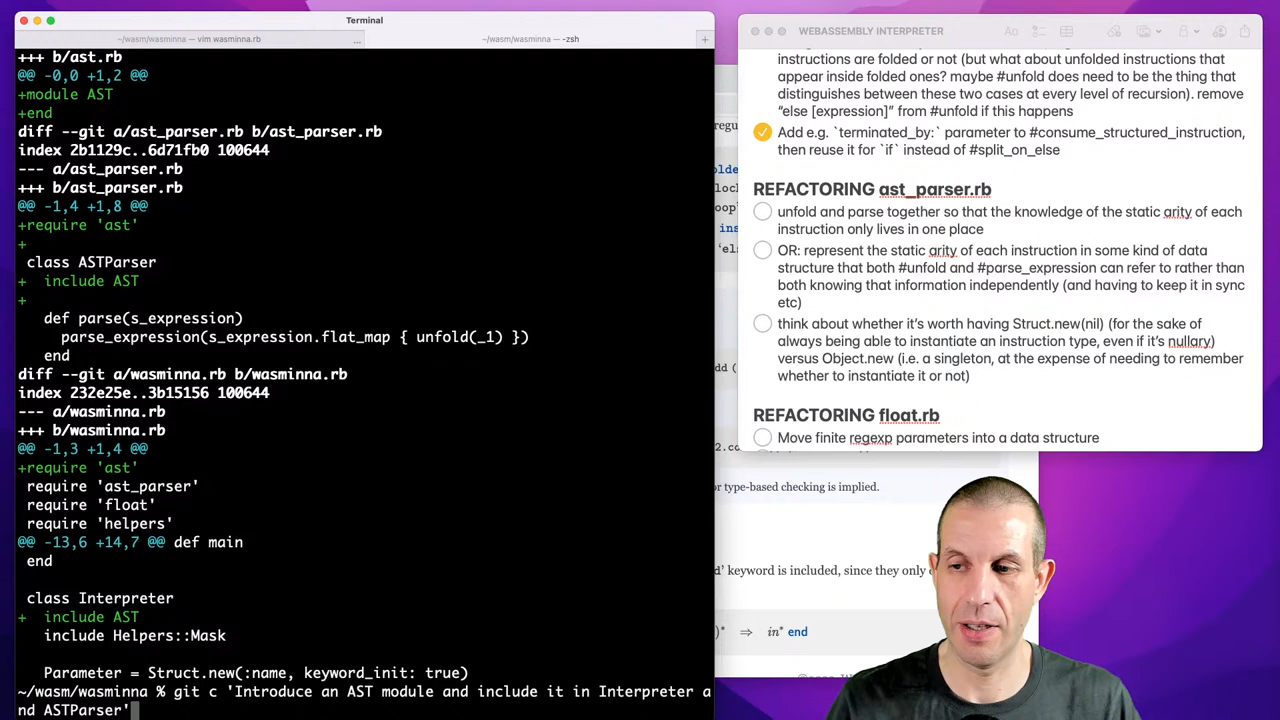 Terminal
~/wasm/wasminna — vim wasminna.rb
...
~/wasm/wasminna — -zsh
+
+++ b/ast.rb
@@ -0,0 +1,2 @@
+module AST
+end
diff --git a/ast_parser.rb b/ast_parser.rb
index 2b1129c..6d71fb0 100644
--- a/ast_parser.rb
+++ b/ast_parser.rb
@@ -1,4 +1,8 @@
+require 'ast'
+
 class ASTParser
+  include AST
+
   def parse(s_expression)
     parse_expression(s_expression.flat_map { unfold(_1) })
   end
diff --git a/wasminna.rb b/wasminna.rb
index 232e25e..3b15156 100644
--- a/wasminna.rb
+++ b/wasminna.rb
@@ -1,3 +1,4 @@
+require 'ast'
 require 'ast_parser'
 require 'float'
 require 'helpers'
@@ -13,6 +14,7 @@ def main
 end
 class Interpreter
+  include AST
   include Helpers::Mask
   Parameter = Struct.new(:name, keyword_init: true)
~/wasm/wasminna % git c 'Introduce an AST module and include it in Interpreter a
nd ASTParser'
WEBASSEMBLY INTERPRETER
Aa
instructions are folded or not (but what about unfolded instructions that
appear inside folded ones? maybe #unfold does need to be the thing that
distinguishes between these two cases at every level of recursion). remove
“else [expression]” from #unfold if this happens
Add e.g. `terminated_by:` parameter to #consume_structured_instruction,
then reuse it for `if` instead of #split_on_else
REFACTORING ast_parser.rb
unfold and parse together so that the knowledge of the static arity of each
instruction only lives in one place
OR: represent the static arity of each instruction in some kind of data
structure that both #unfold and #parse_expression can refer to rather than
both knowing that information independently (and having to keep it in sync
etc)
think about whether it’s worth having Struct.new(nil) (for the sake of
always being able to instantiate an instruction type, even if it’s nullary)
versus Object.new (i.e. a singleton, at the expense of needing to remember
whether to instantiate it or not)
REFACTORING float.rb
Move finite regexp parameters into a data structure
or type-based checking is implied.
keyword is included, since they only
)* ⇒ in* end